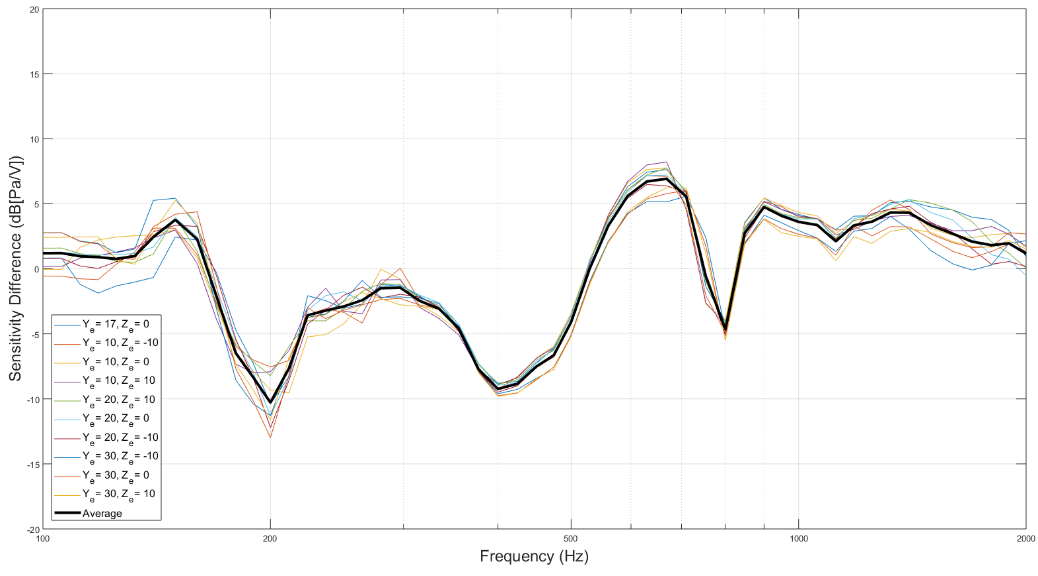 Sensitivity Difference (dB[Pa/V])
20
15
10
5
0
-5
-10
-15
-20
Yₑ= 17, Zₑ= 0
Yₑ= 10, Zₑ= -10
Yₑ= 10, Zₑ= 0
Yₑ= 10, Zₑ= 10
Yₑ= 20, Zₑ= 10
Yₑ= 20, Zₑ= 0
Yₑ= 20, Zₑ= -10
Yₑ= 30, Zₑ= -10
Yₑ= 30, Zₑ= 0
Yₑ= 30, Zₑ= 10
Average
100 200 500 1000 2000
Frequency (Hz)